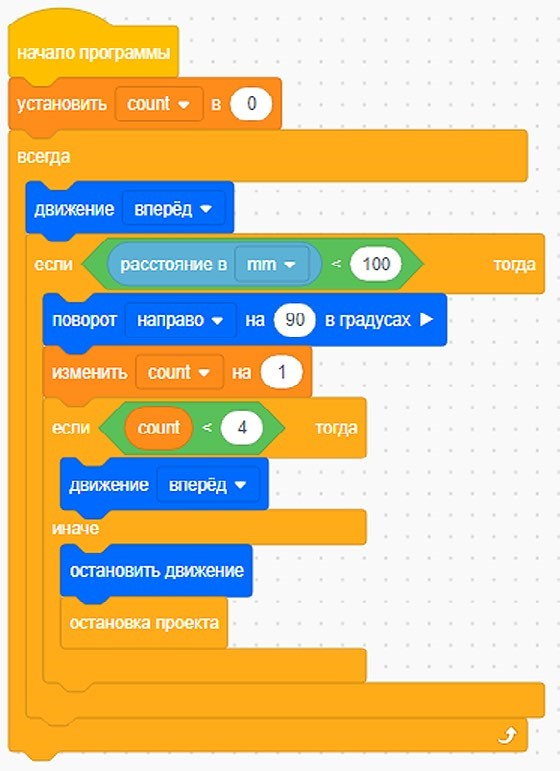 начало программы
установить count в 0
всегда
движение вперёд
если расстояние в mm < 100 тогда
поворот направо на 90 в градусах
изменить count на 1
если count < 4 тогда
движение вперёд
иначе
остановить движение
остановка проекта